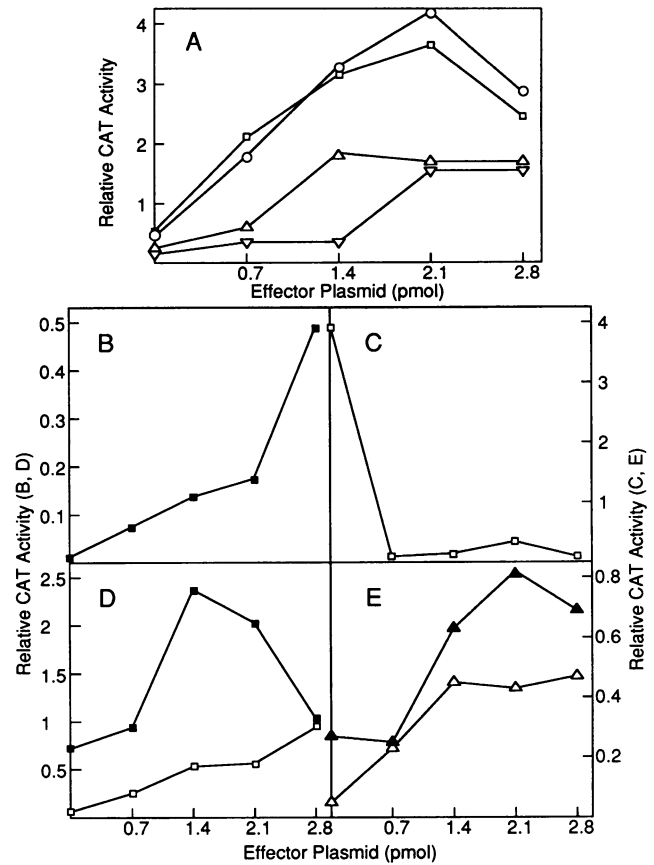 A
4
3
2
1
Relative CAT Activity
0.7 1.4 2.1 2.8
Effector Plasmid (pmol)
B
0.5
0.4
0.3
0.2
0.1
C
4
3
2
1
Relative CAT Activity (B, D)
Relative CAT Activity (C, E)
D
2.5
2
1.5
1
0.5
E
0.8
0.6
0.4
0.2
0.7 1.4 2.1 2.8 0.7 1.4 2.1 2.8
Effector Plasmid (pmol)